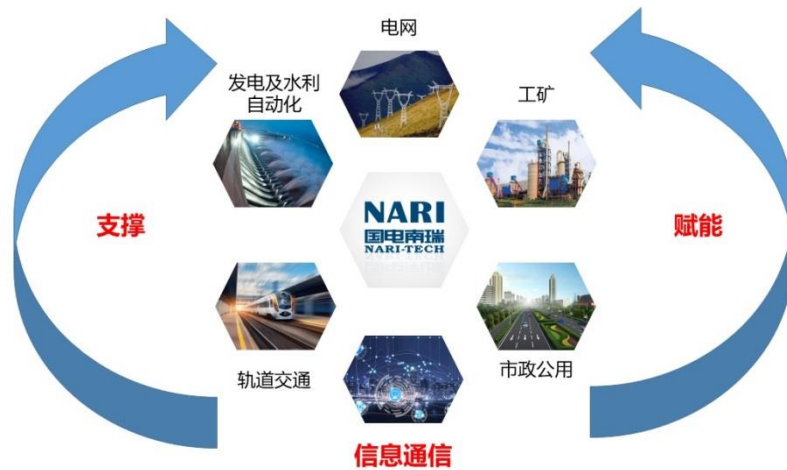 电网
发电及水利
自动化
工矿
支撑
NARI
国电南瑞
NARI-TECH
赋能
轨道交通
市政公用
信息通信